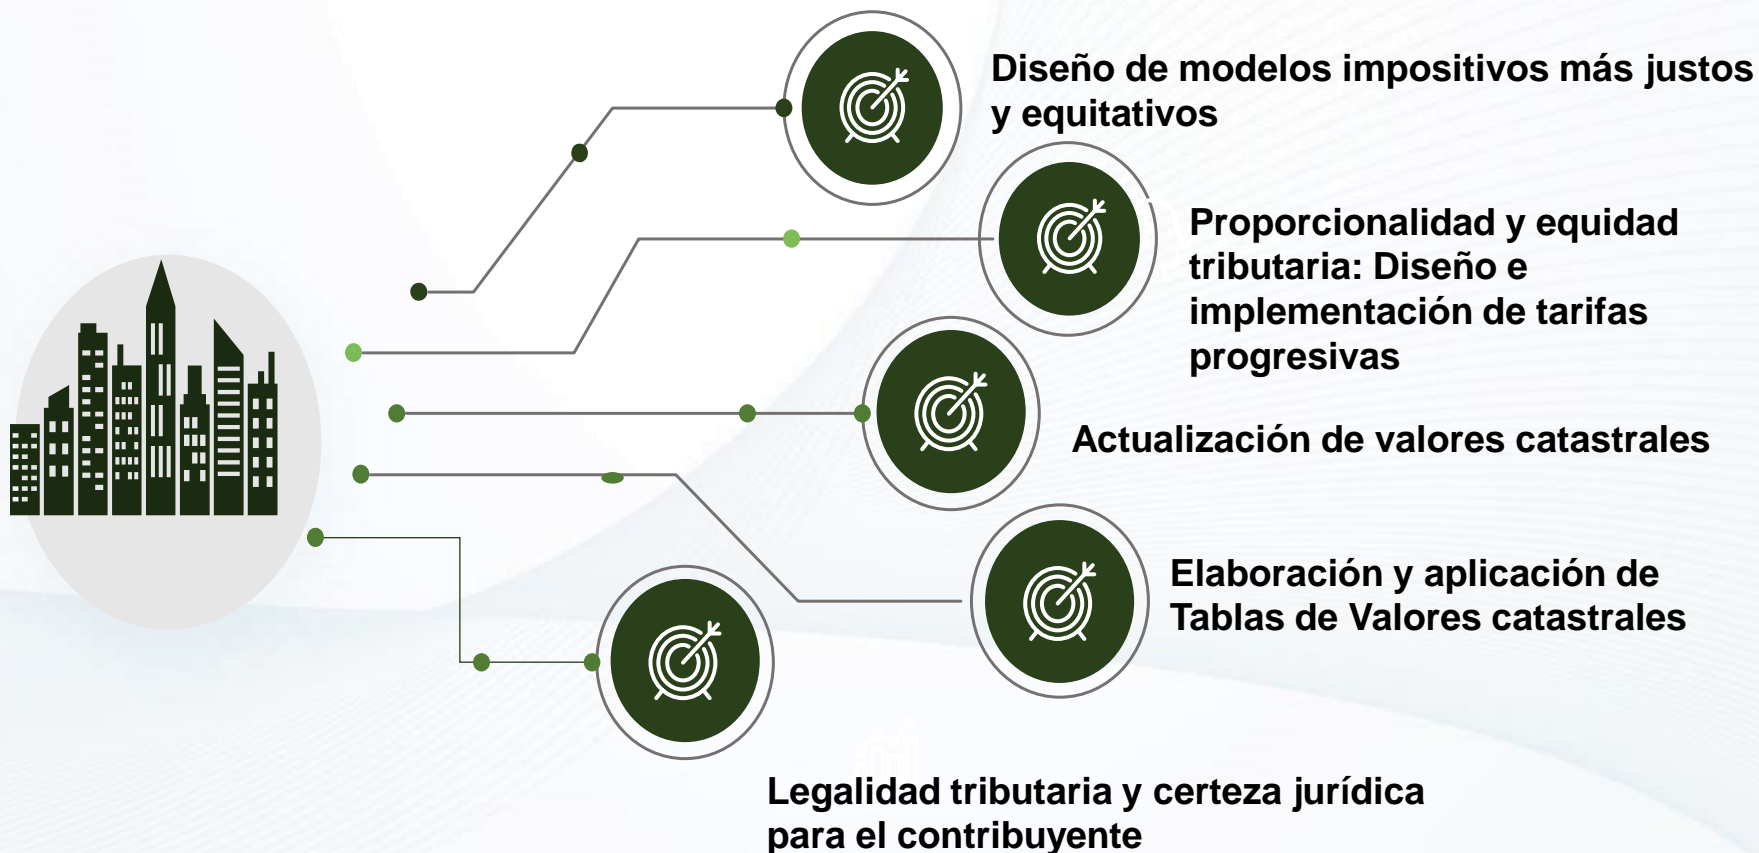 Diseño de modelos impositivos más justos
y equitativos
Proporcionalidad y equidad
tributaria: Diseño e
implementación de tarifas
progresivas
Actualización de valores catastrales
Elaboración y aplicación de
Tablas de Valores catastrales
Legalidad tributaria y certeza jurídica
para el contribuyente